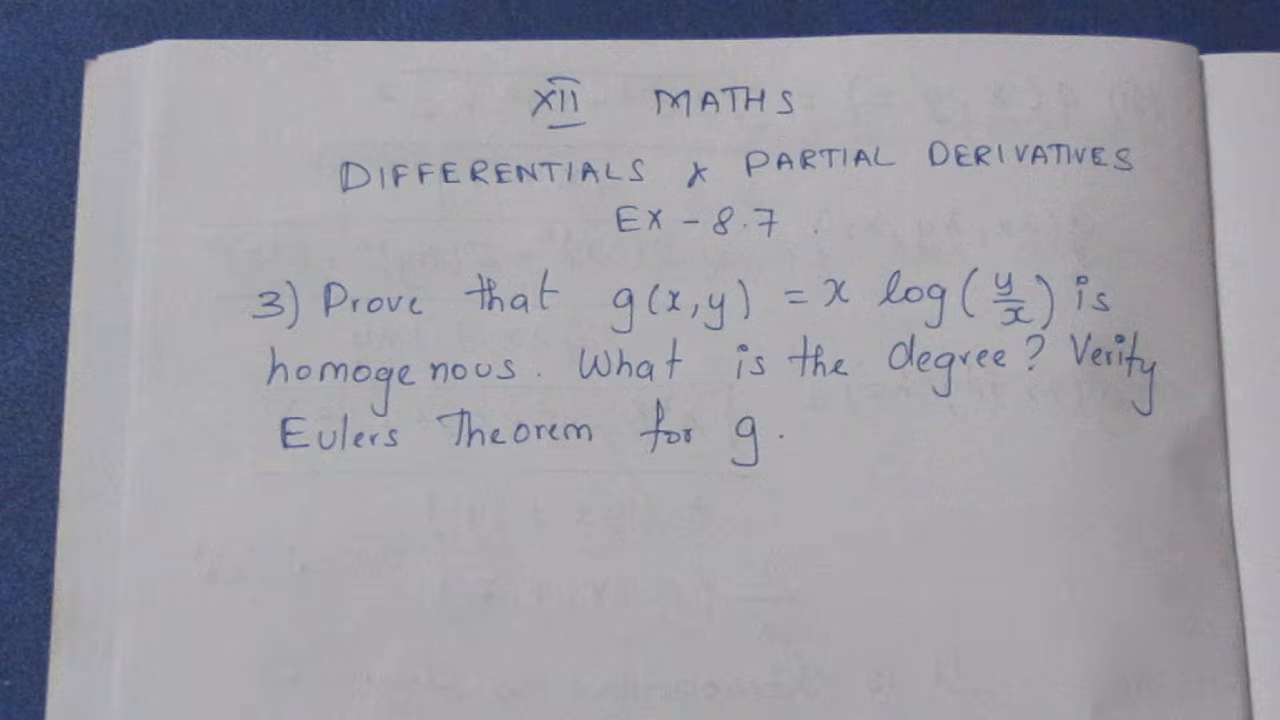 XII MATHS
DIFFERENTIALS & PARTIAL DERIVATIVES
EX - 8.7
3) Prove that g(x,y) = x log(y/x) is
homogenous. What is the degree? Verify
Eulers Theorem for g.